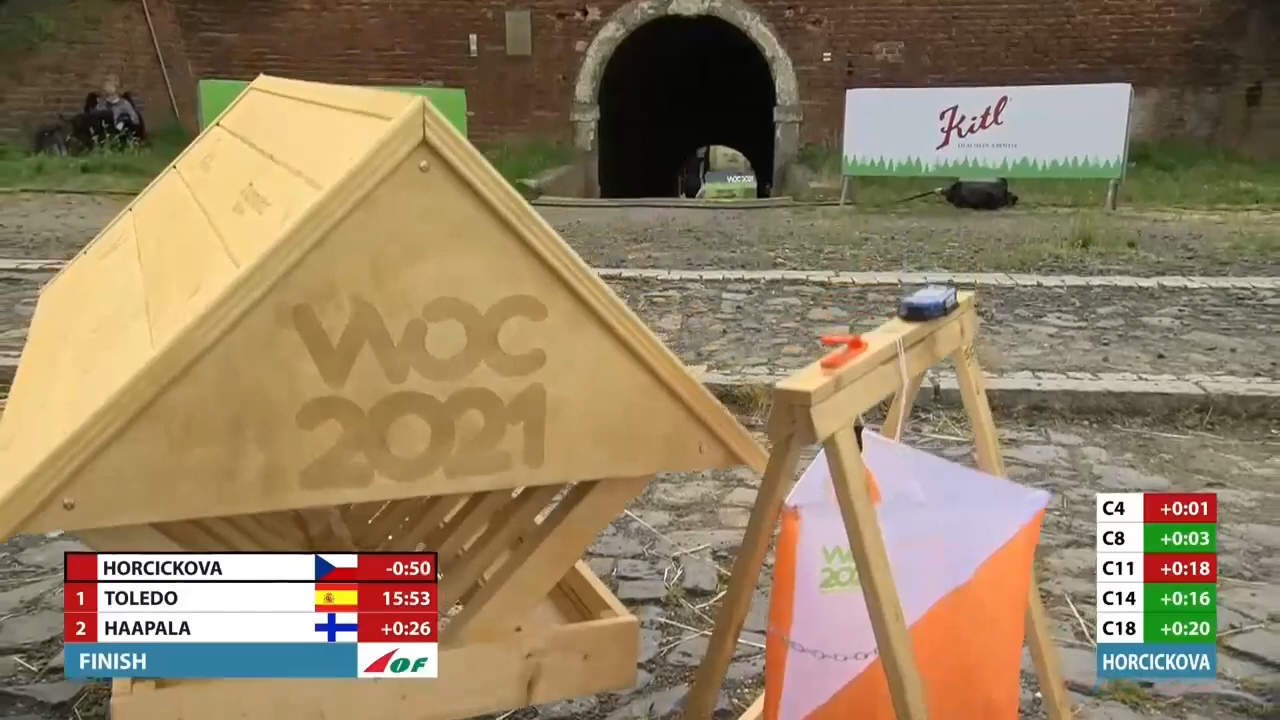 WOC2021
Kitl
WOC
2021
HORCICKOVA -0:50
1 TOLEDO 15:53
2 HAAPALA +0:26
FINISH IOF
C4 +0:01
C8 +0:03
C11 +0:18
C14 +0:16
C18 +0:20
HORCICKOVA